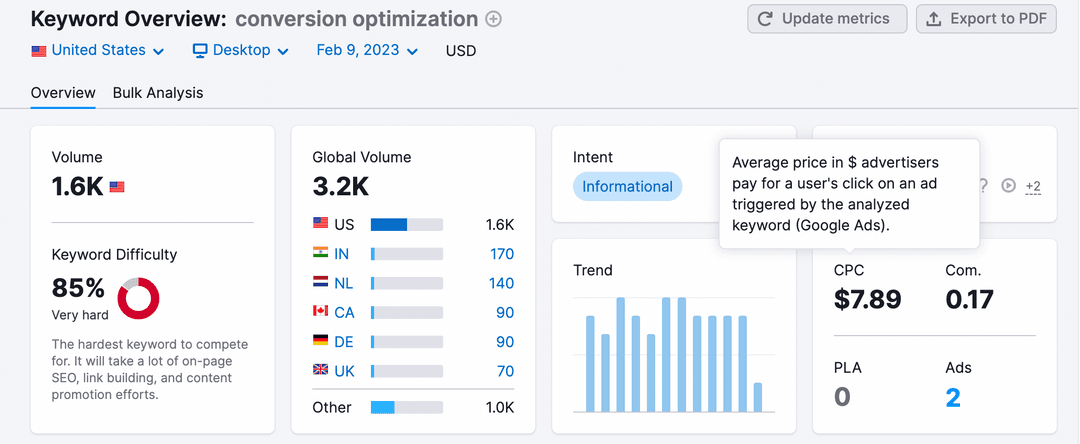 Keyword Overview: conversion optimization
Update metrics
Export to PDF
United States
Desktop
Feb 9, 2023
USD
Overview
Bulk Analysis
Volume
1.6K
Keyword Difficulty
85%
Very hard
The hardest keyword to compete
for. It will take a lot of on-page
SEO, link building, and content
promotion efforts.
Global Volume
3.2K
US 1.6K
IN 170
NL 140
CA 90
DE 90
UK 70
Other 1.0K
Intent
Informational
Trend
Average price in $ advertisers
pay for a user's click on an ad
triggered by the analyzed
keyword (Google Ads).
+2
CPC
$7.89
Com.
0.17
PLA
0
Ads
2